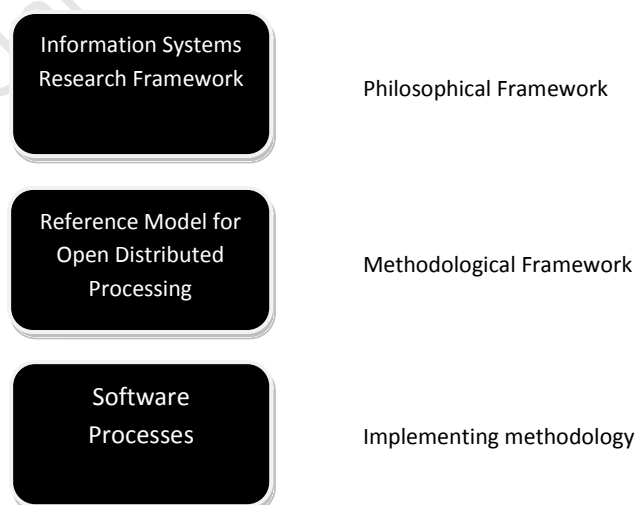 Information Systems
Research Framework
Philosophical Framework
Reference Model for
Open Distributed
Processing
Methodological Framework
Software
Processes
Implementing methodology